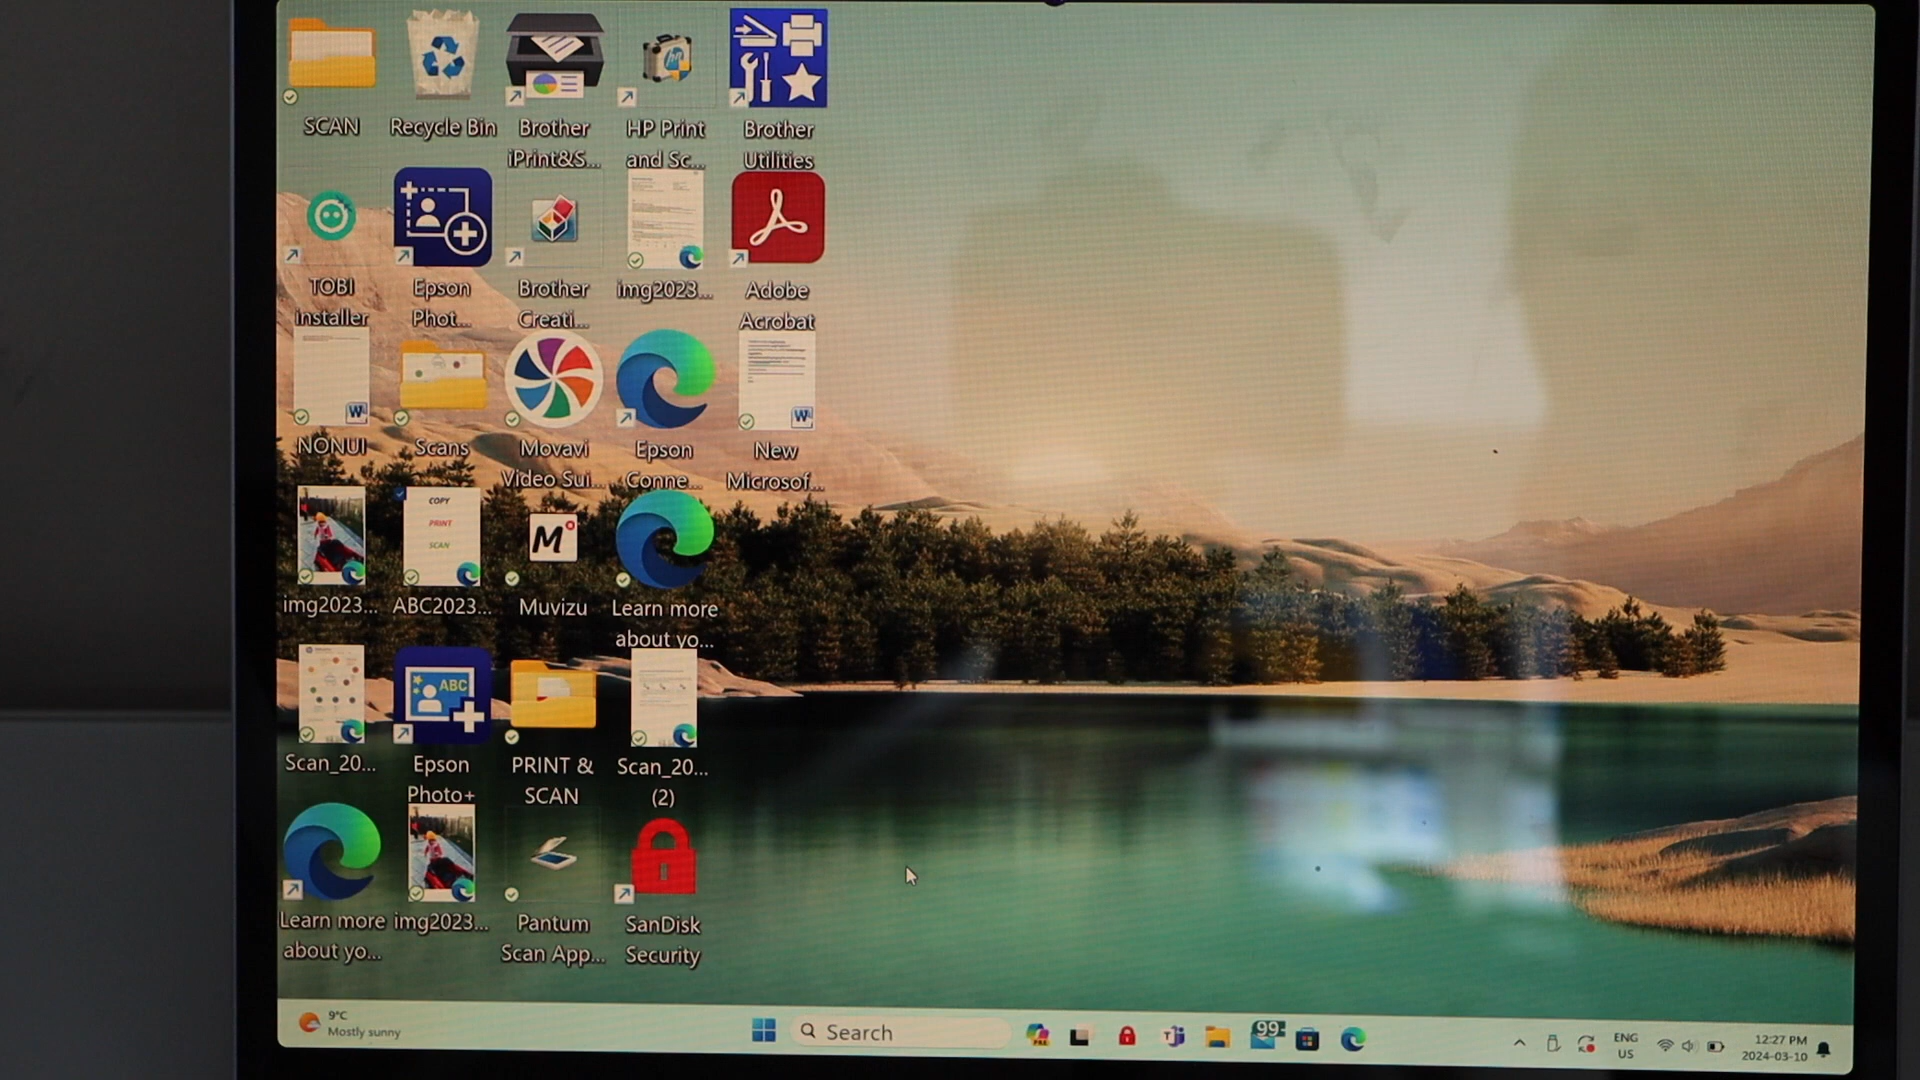 SCAN
Recycle Bin
Brother
iPrint&S...
HP Print
and Sc...
Brother
Utilities
TOBI
installer
Epson
Phot...
Brother
Creati...
img2023...
Adobe
Acrobat
NONUI
Scans
Movavi
Video Sui...
Epson
Conne...
New
Microsof...
COPY
PRINT
SCAN
img2023...
ABC2023...
Muvizu
Learn more
about yo...
ABC
Scan_20...
Epson
Photo+
PRINT &
SCAN
Scan_20...
(2)
Learn more
about yo...
img2023...
Pantum
Scan App...
SanDisk
Security
9°C
Mostly sunny
Search
PRE
99+
ENG
US
12:27 PM
2024-03-10